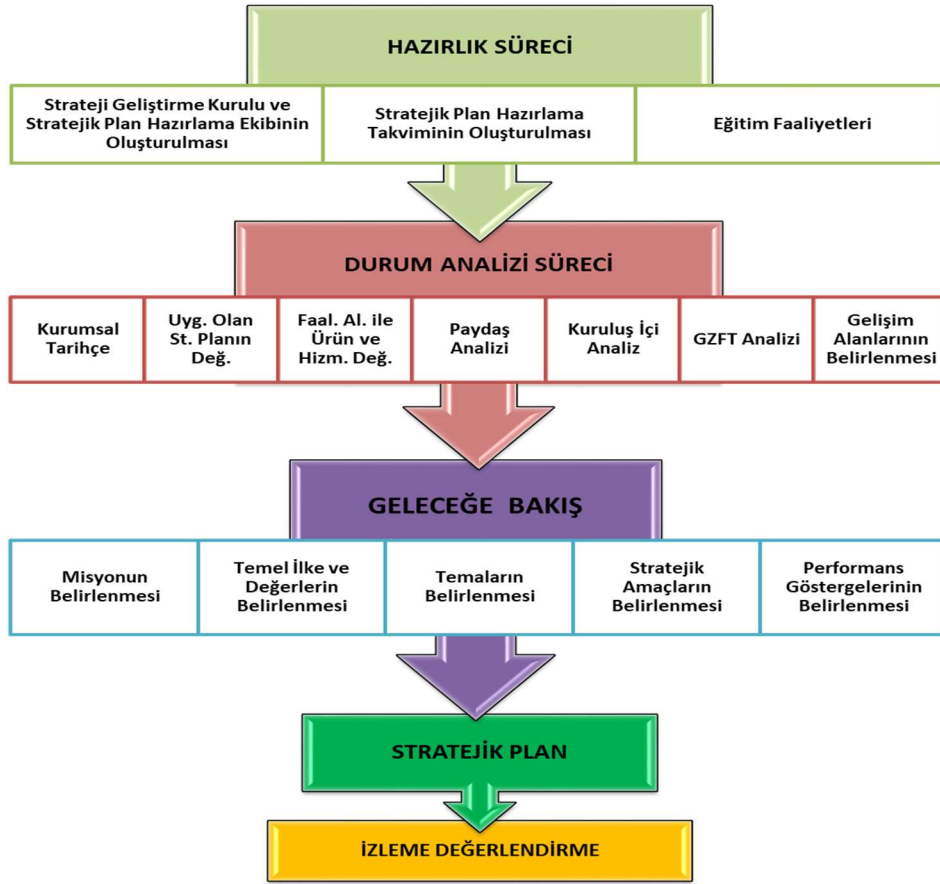 HAZIRLIK SÜRECİ
Strateji Geliştirme Kurulu ve
Stratejik Plan Hazırlama Ekibinin
Oluşturulması
Stratejik Plan Hazırlama
Takviminin Oluşturulması
Eğitim Faaliyetleri
DURUM ANALİZİ SÜRECİ
Kurumsal
Tarihçe
Uyg. Olan
St. Planın
Değ.
Faal. Al. ile
Ürün ve
Hizm. Değ.
Paydaş
Analizi
Kuruluş İçi
Analiz
GZFT Analizi
Gelişim
Alanlarının
Belirlenmesi
GELECEĞE BAKIŞ
Misyonun
Belirlenmesi
Temel İlke ve
Değerlerin
Belirlenmesi
Temaların
Belirlenmesi
Stratejik
Amaçların
Belirlenmesi
Performans
Göstergelerinin
Belirlenmesi
STRATEJİK PLAN
İZLEME DEĞERLENDİRME